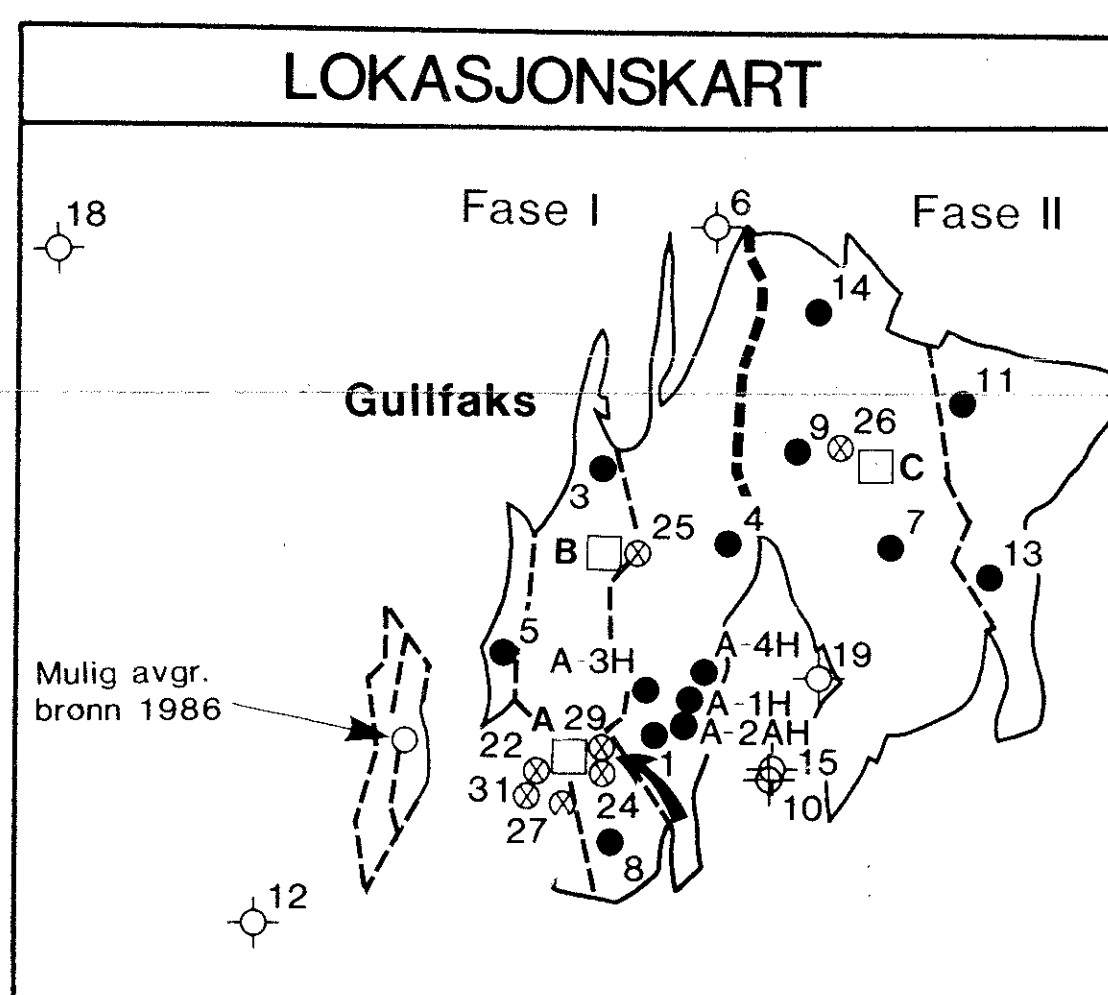 LOKASJONSKART
Fase I
Fase II
18
6
14
Gullfaks
11
9
26
C
3
25
4
7
B
13
5
A-3H
A-4H
19
Mulig avgr.
brønn 1986
A-1H
A
29
A-2AH
22
1
15
31
24
10
27
8
12